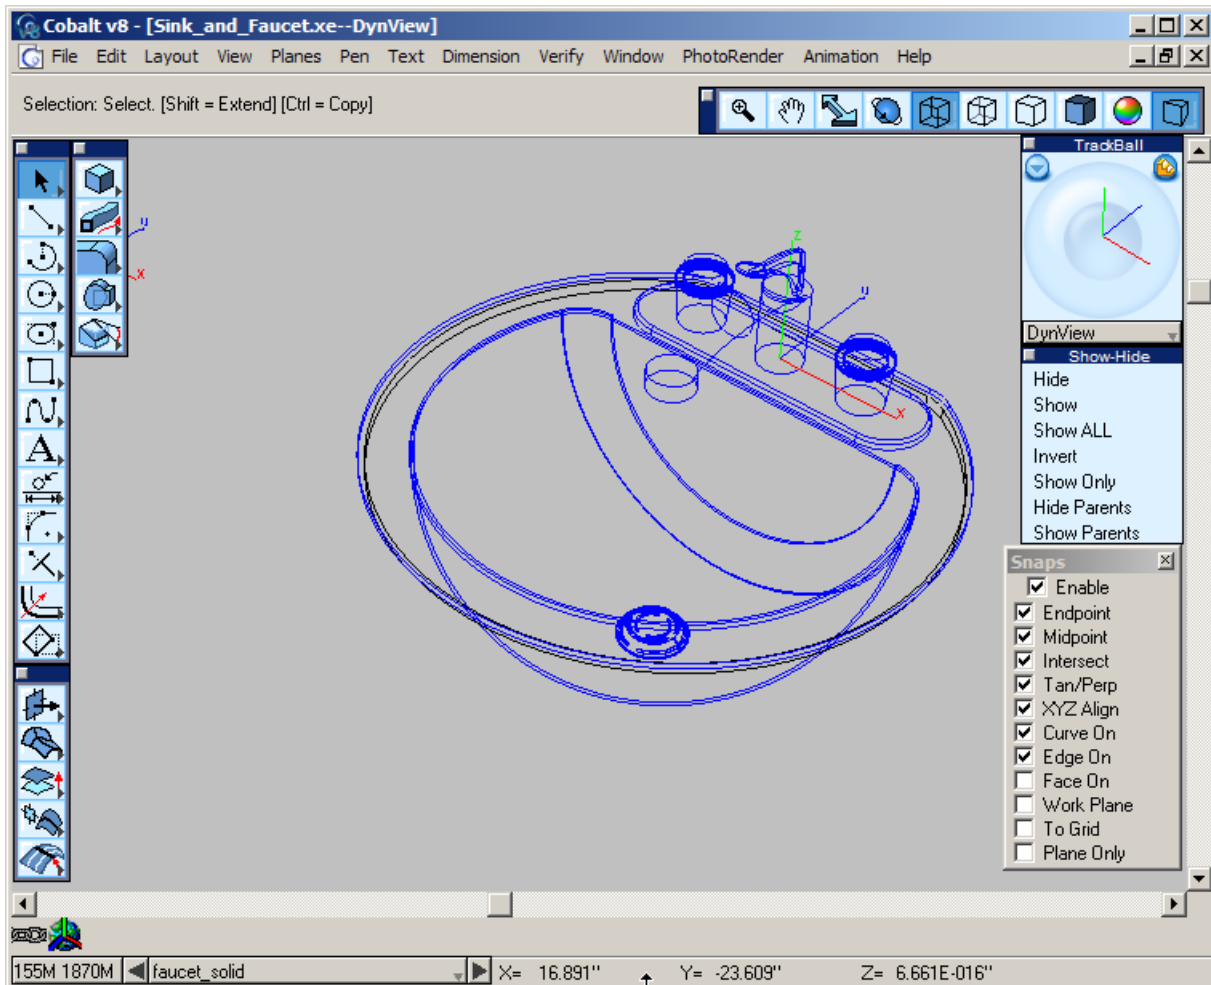 Cobalt v8 - [Sink_and_Faucet.xe--DynView]
File Edit Layout View Planes Pen Text Dimension Verify Window PhotoRender Animation Help
Selection: Select. [Shift = Extend] [Ctrl = Copy]
TrackBall
y
x
z
y
x
A
DynView
Show-Hide
Hide
Show
Show ALL
Invert
Show Only
Hide Parents
Show Parents
Snaps
Enable
Endpoint
Midpoint
Intersect
Tan/Perp
XYZ Align
Curve On
Edge On
Face On
Work Plane
To Grid
Plane Only
155M 1870M faucet_solid X= 16.891" Y= -23.609" Z= 6.661E-016"